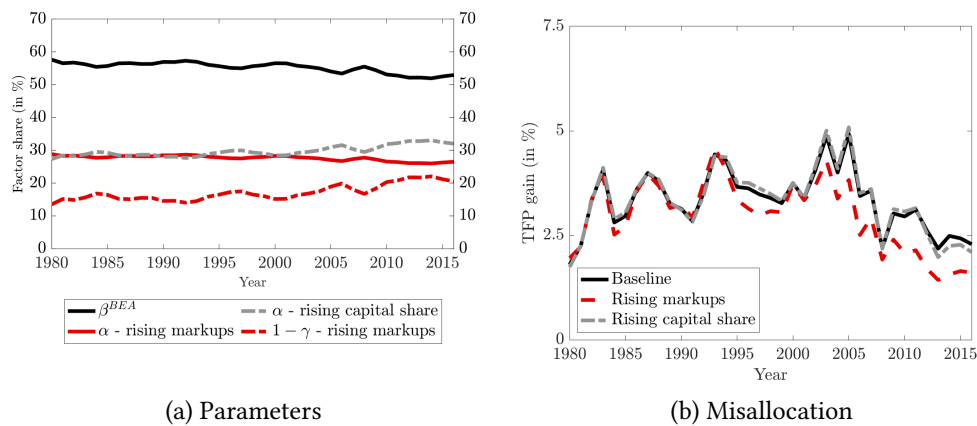 70 70
60 60
50 50
40 40
30 30
20 20
10 10
0 0
Factor share (in %)
1980 1985 1990 1995 2000 2005 2010 2015
Year
β^BEA
α - rising capital share
α - rising markups
1 − γ - rising markups
(a) Parameters
7.5
5
2.5
0
TFP gain (in %)
Baseline
Rising markups
Rising capital share
1980 1985 1990 1995 2000 2005 2010 2015
Year
(b) Misallocation